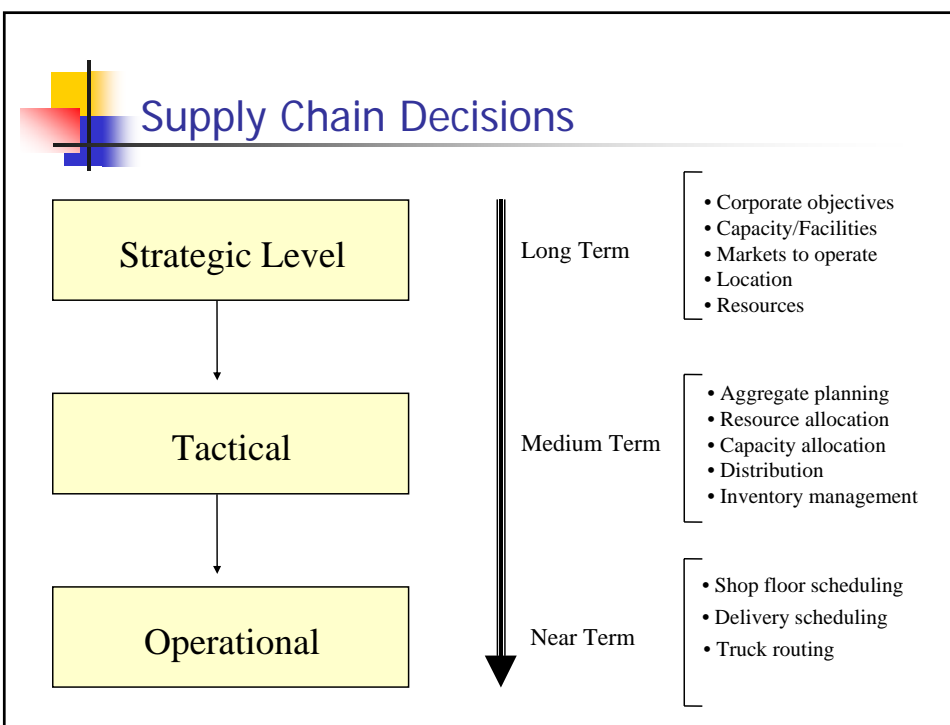 Supply Chain Decisions
Strategic Level
Long Term
• Corporate objectives
• Capacity/Facilities
• Markets to operate
• Location
• Resources
Tactical
Medium Term
• Aggregate planning
• Resource allocation
• Capacity allocation
• Distribution
• Inventory management
Operational
Near Term
• Shop floor scheduling
• Delivery scheduling
• Truck routing